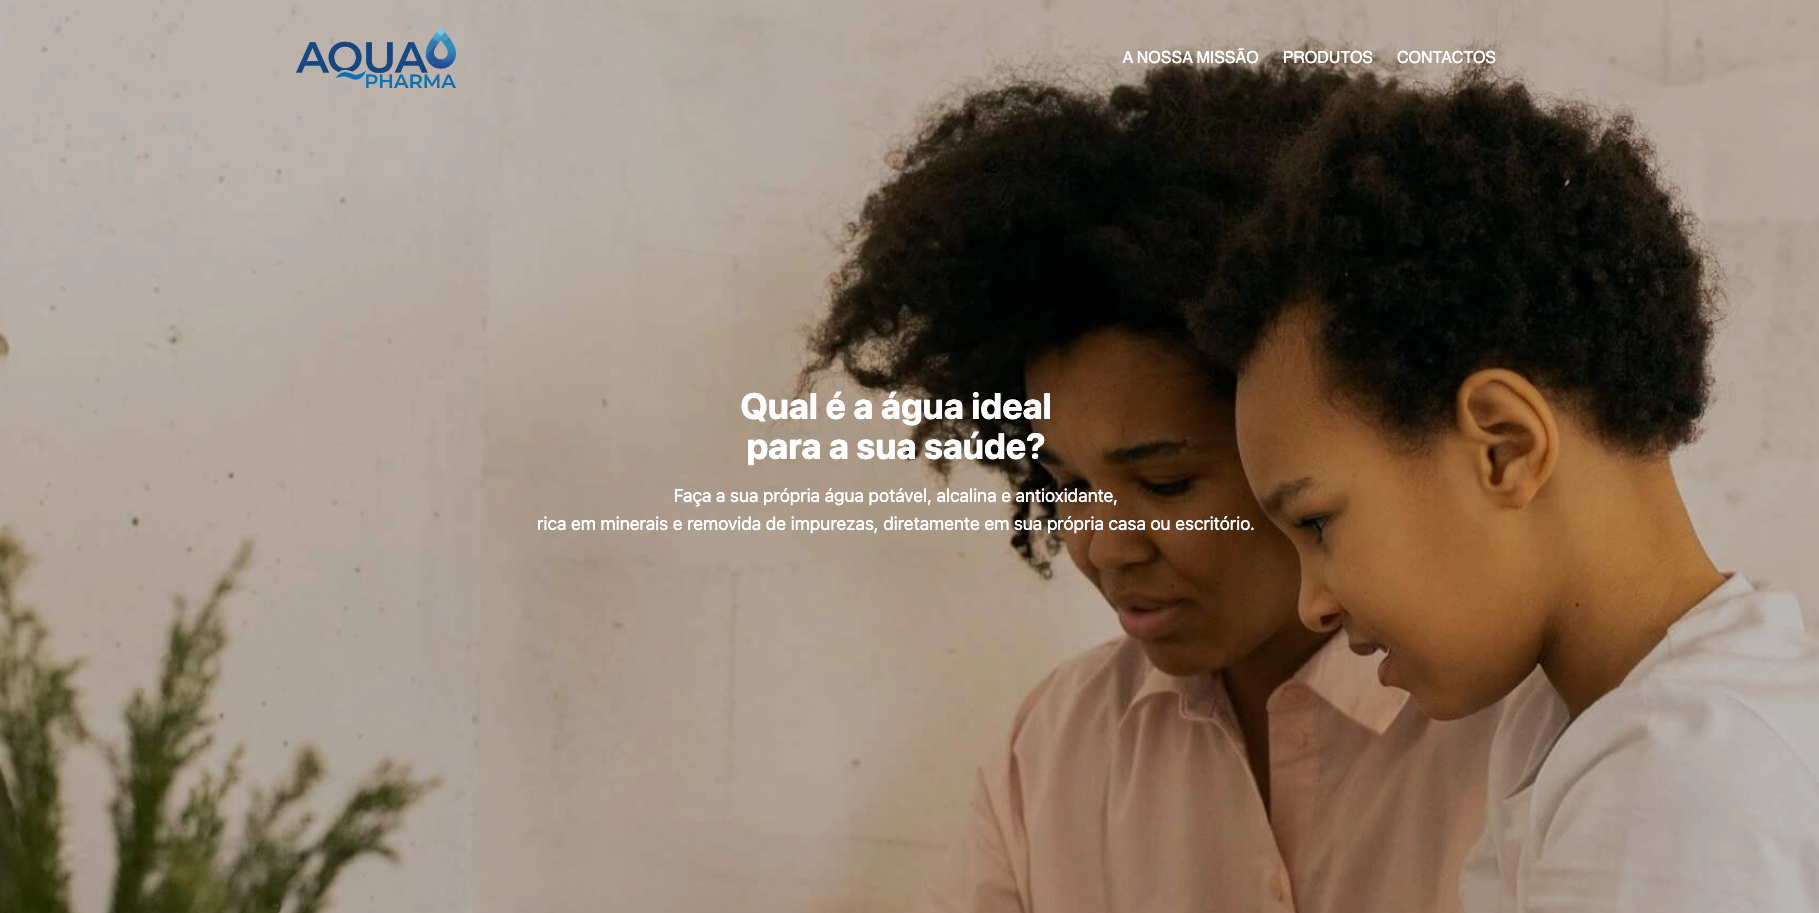 AQUA
PHARMA
A NOSSA MISSÃO PRODUTOS CONTACTOS
Qual é a água ideal
para a sua saúde?
Faça a sua própria água potável, alcalina e antioxidante,
rica em minerais e removida de impurezas, diretamente em sua própria casa ou escritório.